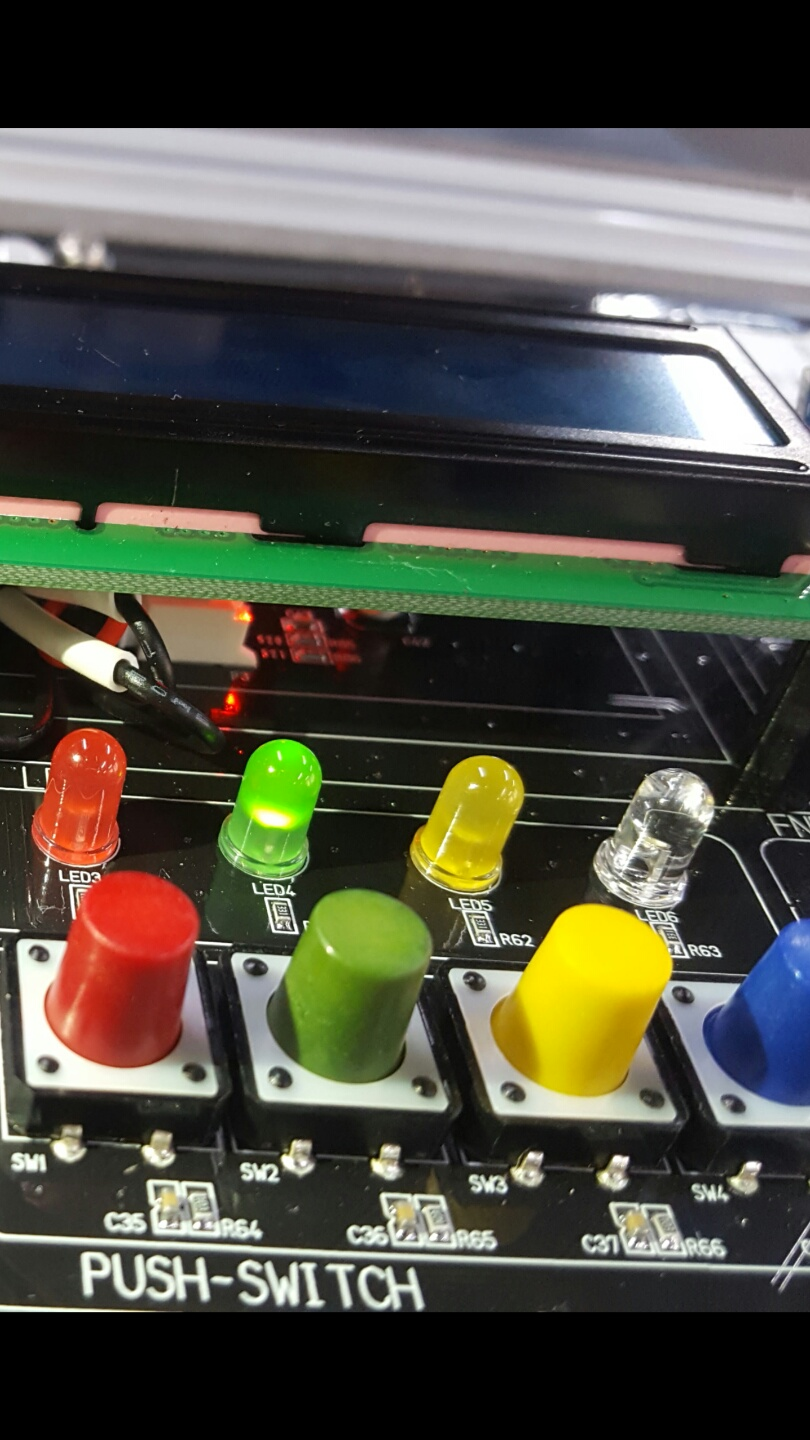 LED3
LED4
LED5
LED6
R62
R63
SW1
SW2
SW3
SW4
C35
R64
C36
R65
C37
R66
PUSH-SWITCH